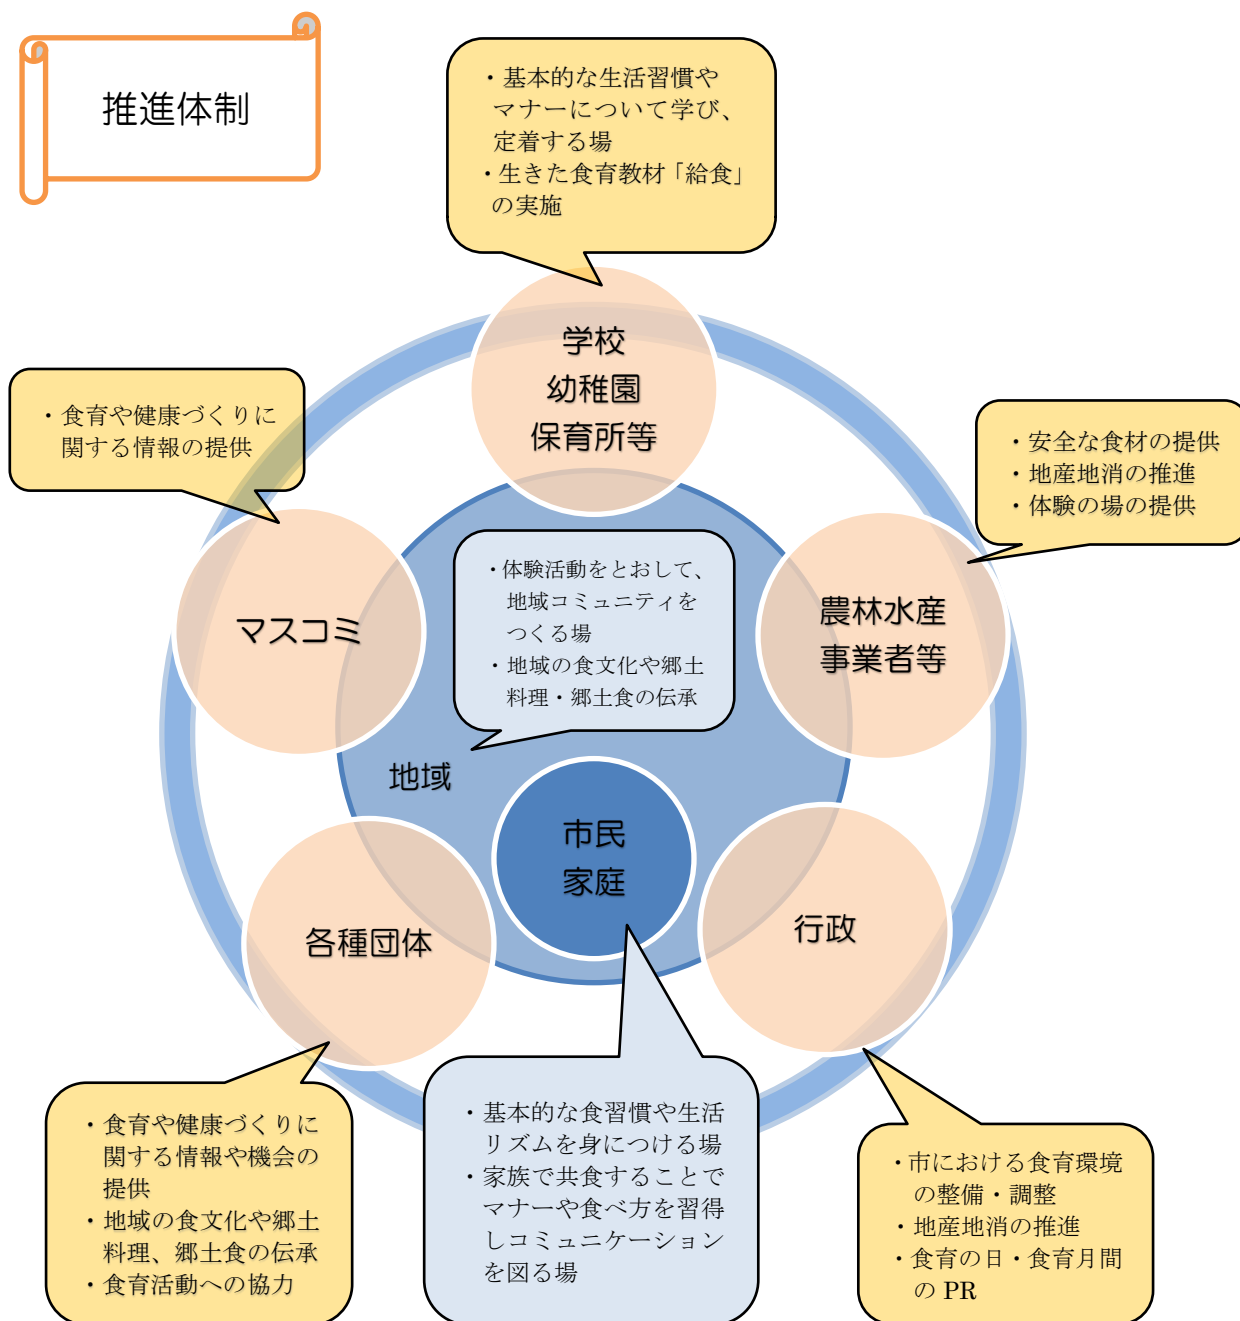 推進体制
・基本的な生活習慣や
マナーについて学び、
定着する場
・生きた食育教材「給食」
の実施
学校
幼稚園
保育所等
・食育や健康づくりに
関する情報の提供
・安全な食材の提供
・地産地消の推進
・体験の場の提供
マスコミ
・体験活動をとおして、
地域コミュニティを
つくる場
・地域の食文化や郷土
料理・郷土食の伝承
農林水産
事業者等
地域
市民
家庭
各種団体
行政
・食育や健康づくりに
関する情報や機会の
提供
・地域の食文化や郷土
料理、郷土食の伝承
・食育活動への協力
・基本的な食習慣や生活
リズムを身につける場
・家族で共食することで
マナーや食べ方を習得
しコミュニケーション
を図る場
・市における食育環境
の整備・調整
・地産地消の推進
・食育の日・食育月間
の PR